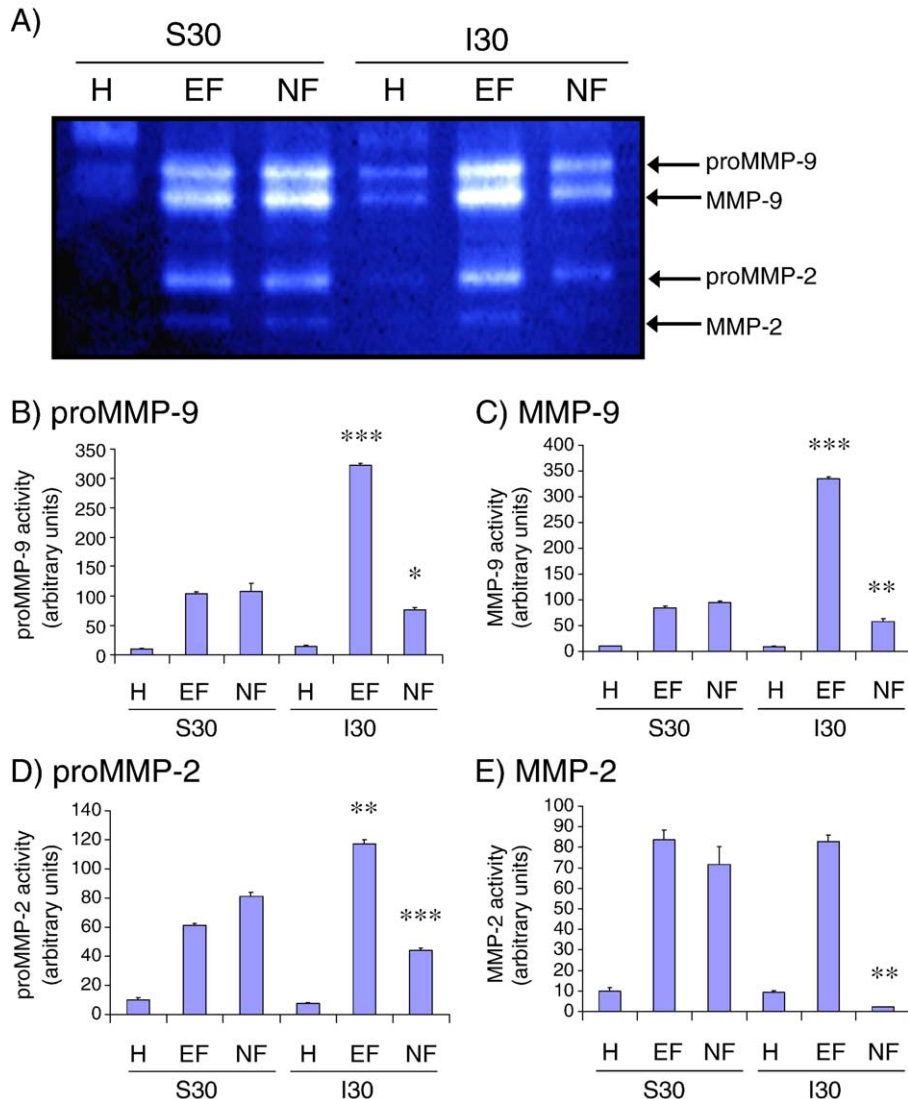 A)
S30 I30
H EF NF H EF NF
proMMP-9
MMP-9
proMMP-2
MMP-2
B) proMMP-9
proMMP-9 activity
(arbitrary units)
350
300
250
200
150
100
50
0
***
*
H EF NF H EF NF
S30 I30
C) MMP-9
MMP-9 activity
(arbitrary units)
400
350
300
250
200
150
100
50
0
***
**
H EF NF H EF NF
S30 I30
D) proMMP-2
proMMP-2 activity
(arbitrary units)
140
120
100
80
60
40
20
0
**
***
H EF NF H EF NF
S30 I30
E) MMP-2
MMP-2 activity
(arbitrary units)
100
90
80
70
60
50
40
30
20
10
0
**
H EF NF H EF NF
S30 I30